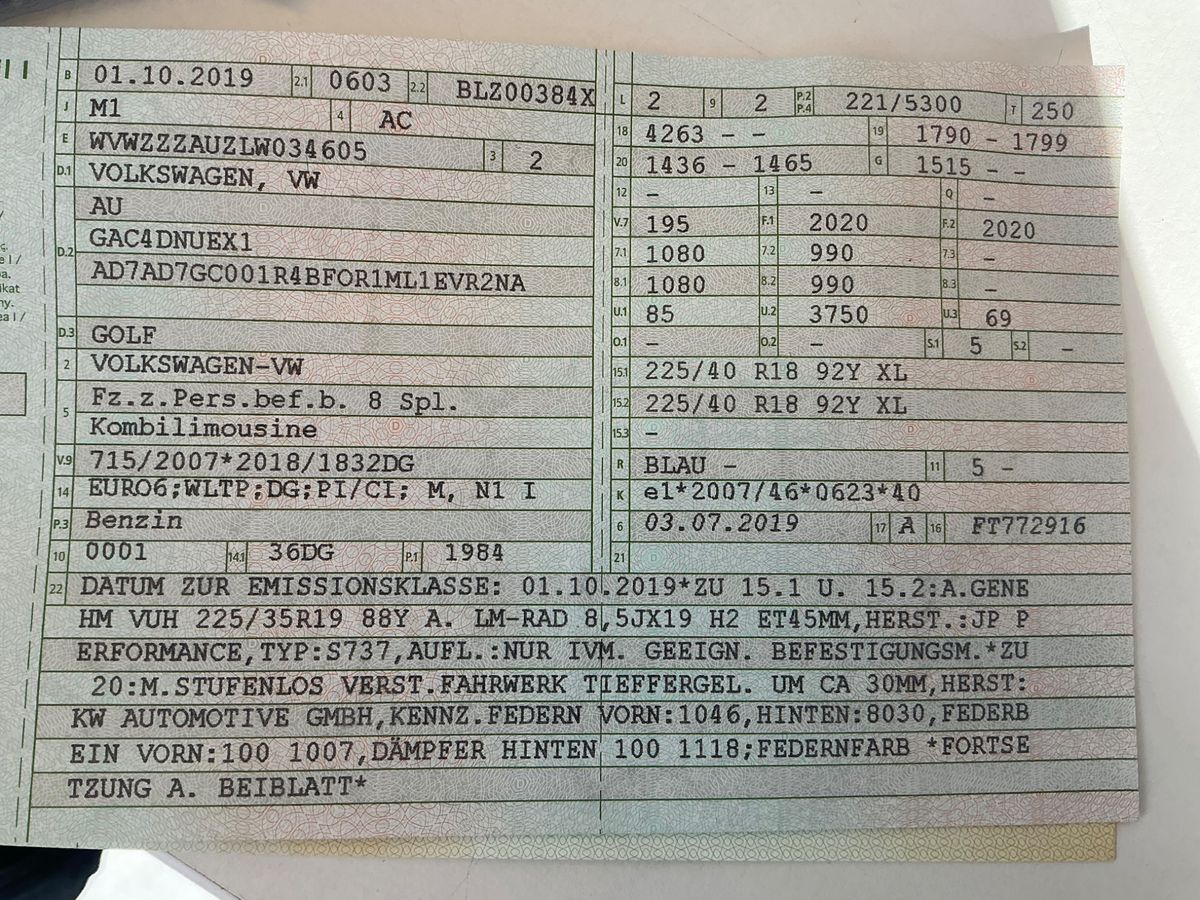 B 01.10.2019 2.1 0603 2.2 BLZ00384X
J M1 4 AC
E WVWZZZAUZLW034605 3 2
D.1 VOLKSWAGEN, VW
AU
D.2 GAC4DNUEX1
AD7AD7GC001R4BFOR1ML1EVR2NA
D.3 GOLF
2 VOLKSWAGEN-VW
5 Fz.z.Pers.bef.b. 8 Spl.
Kombilimousine
V.9 715/2007*2018/1832DG
14 EURO6;WLTP;DG;PI/CI; M, N1 I
P.3 Benzin
10 0001 14.1 36DG P.1 1984
L 2 9 2 P.2 P.4 221/5300 T 250
18 4263 - - 19 1790 - 1799
20 1436 - 1465 G 1515 - -
12 - 13 - Q -
V.7 195 F.1 2020 F.2 2020
7.1 1080 7.2 990 7.3 -
8.1 1080 8.2 990 8.3 -
U.1 85 U.2 3750 U.3 69
O.1 - O.2 - S.1 5 S.2 -
15.1 225/40 R18 92Y XL
15.2 225/40 R18 92Y XL
15.3 -
R BLAU - 11 5 -
K e1*2007/46*0623*40
6 03.07.2019 17 A 16 FT772916
21
22 DATUM ZUR EMISSIONSKLASSE: 01.10.2019*ZU 15.1 U. 15.2:A.GENE
HM VUH 225/35R19 88Y A. LM-RAD 8,5JX19 H2 ET45MM,HERST.:JP P
ERFORMANCE,TYP:S737,AUFL.:NUR IVM. GEEIGN. BEFESTIGUNGSM.*ZU
20:M.STUFENLOS VERST.FAHRWERK TIEFFERGEL. UM CA 30MM,HERST:
KW AUTOMOTIVE GMBH,KENNZ.FEDERN VORN:1046,HINTEN:8030,FEDERB
EIN VORN:100 1007,DÄMPFER HINTEN 100 1118;FEDERNFARB *FORTSE
TZUNG A. BEIBLATT*